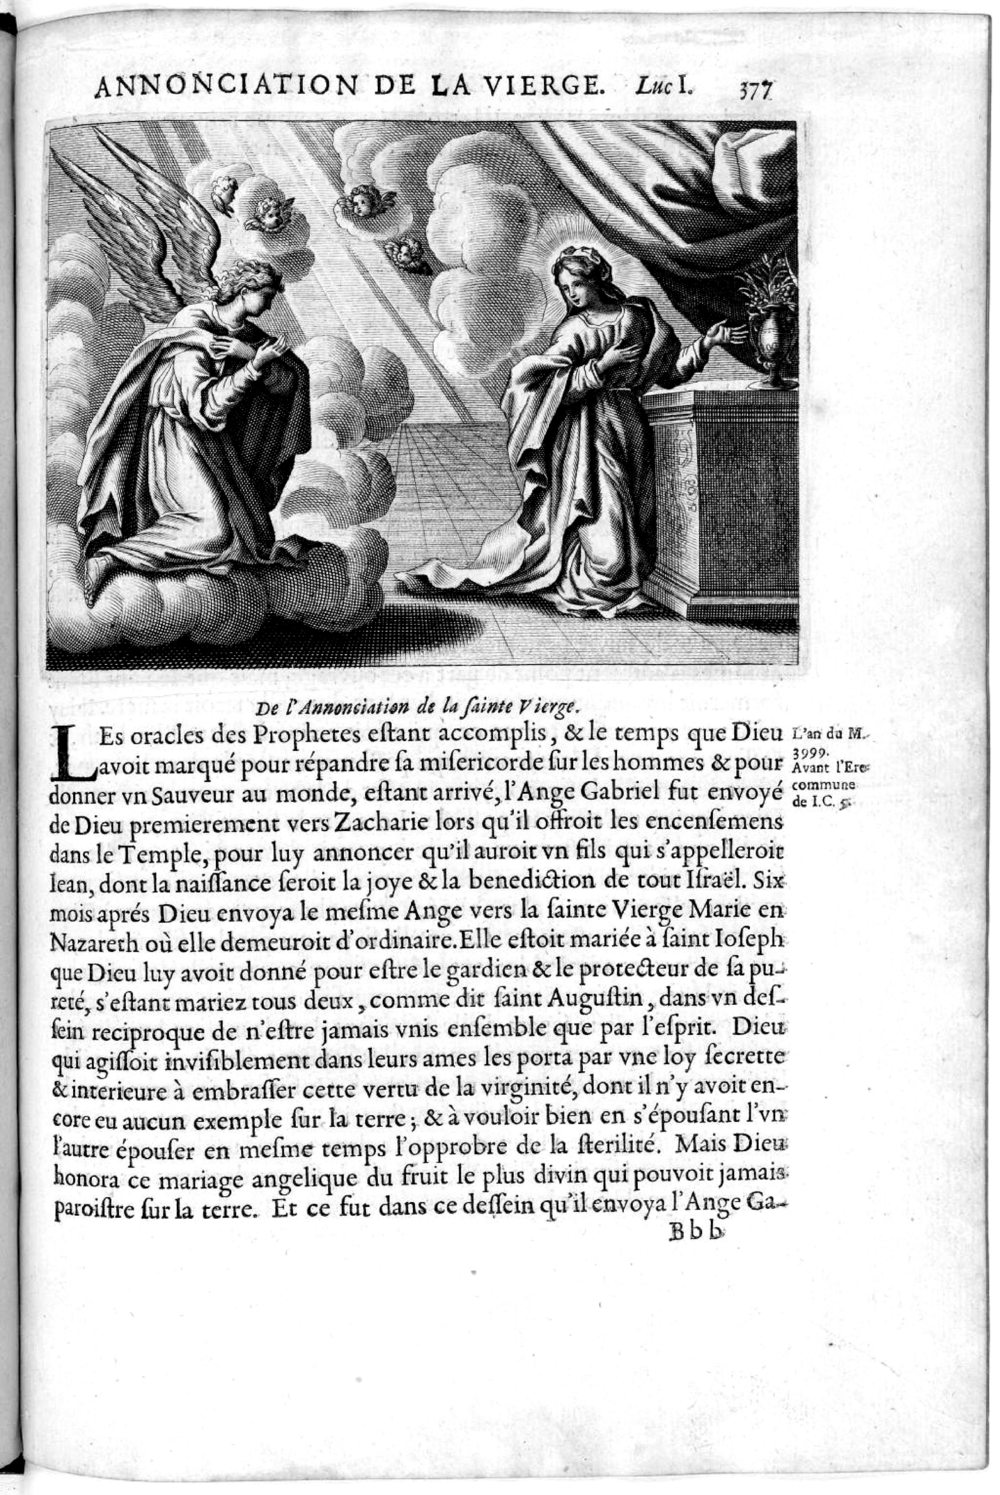 ANNONCIATION DE LA VIERGE. Luc I. 377
De l'Annonciation de la ſainte Vierge.
LEs oracles des Prophetes eſtant accomplis, & le temps que Dieu
avoit marqué pour répandre ſa miſericorde ſur les hommes & pour
donner vn Sauveur au monde, eſtant arrivé, l'Ange Gabriel fut envoyé
de Dieu premierement vers Zacharie lors qu'il offroit les encenſemens
dans le Temple, pour luy annoncer qu'il auroit vn fils qui s'appelleroit
Iean, dont la naiſſance ſeroit la joye & la benediction de tout Iſraël. Six
mois aprés Dieu envoya le meſme Ange vers la ſainte Vierge Marie en
Nazareth où elle demeuroit d'ordinaire. Elle eſtoit mariée à ſaint Ioſeph
que Dieu luy avoit donné pour eſtre le gardien & le protecteur de ſa pu-
reté, s'eſtant mariez tous deux, comme dit ſaint Auguſtin, dans vn deſ-
ſein reciproque de n'eſtre jamais vnis enſemble que par l'eſprit. Dieu
qui agiſſoit inviſiblement dans leurs ames les porta par vne loy ſecrette
& interieure à embraſſer cette vertu de la virginité, dont il n'y avoit en-
core eu aucun exemple ſur la terre; & à vouloir bien en s'épouſant l'vn
l'autre épouſer en meſme temps l'opprobre de la ſterilité. Mais Dieu
honora ce mariage angelique du fruit le plus divin qui pouvoit jamais
paroiſtre ſur la terre. Et ce fut dans ce deſſein qu'il envoya l'Ange Ga-
L'an du M.
3999.
Avant l'Ere
commune
de I.C. 5.
Bbb